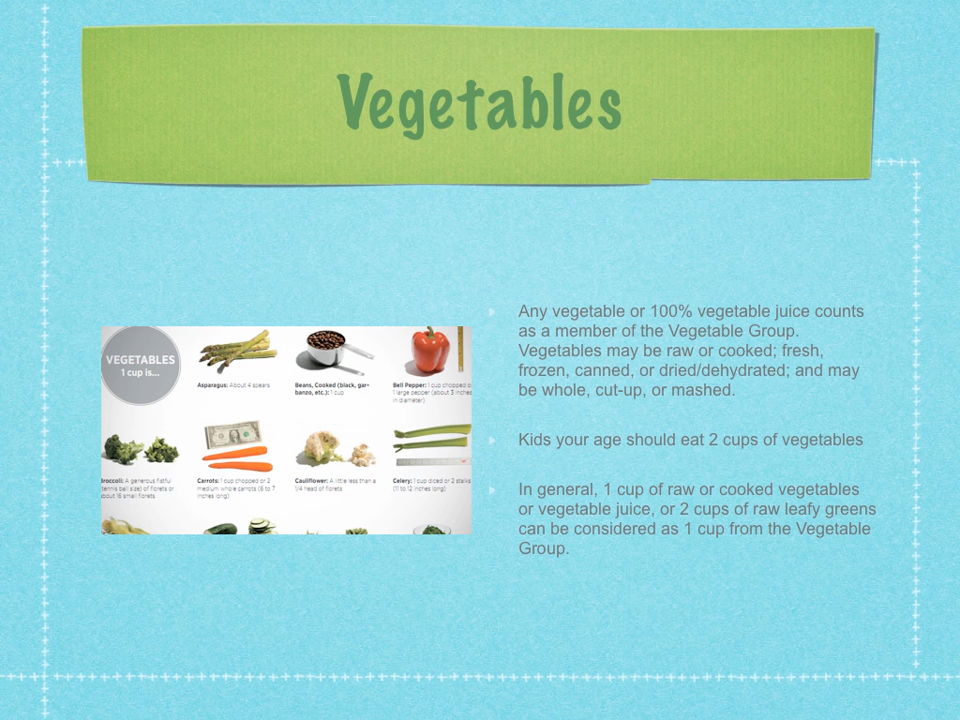 Vegetables
Any vegetable or 100% vegetable juice counts
as a member of the Vegetable Group.
Vegetables may be raw or cooked; fresh,
frozen, canned, or dried/dehydrated; and may
be whole, cut-up, or mashed.
Kids your age should eat 2 cups of vegetables
In general, 1 cup of raw or cooked vegetables
or vegetable juice, or 2 cups of raw leafy greens
can be considered as 1 cup from the Vegetable
Group.
VEGETABLES
1 cup is...
Asparagus: About 4 spears
Beans, Cooked (black, gar-
banzo, etc.): 1 cup
Bell Pepper: 1 cup chopped o
1 large pepper (about 3 inches
in diameter)
Broccoli: A generous fistful
(tennis ball size) of florets or
about 16 small florets
Carrots: 1 cup chopped or 2
medium whole carrots (6 to 7
inches long)
Cauliflower: A little less than a
1/4 head of florets
Celery: 1 cup diced or 2 stalks
(11 to 12 inches long)